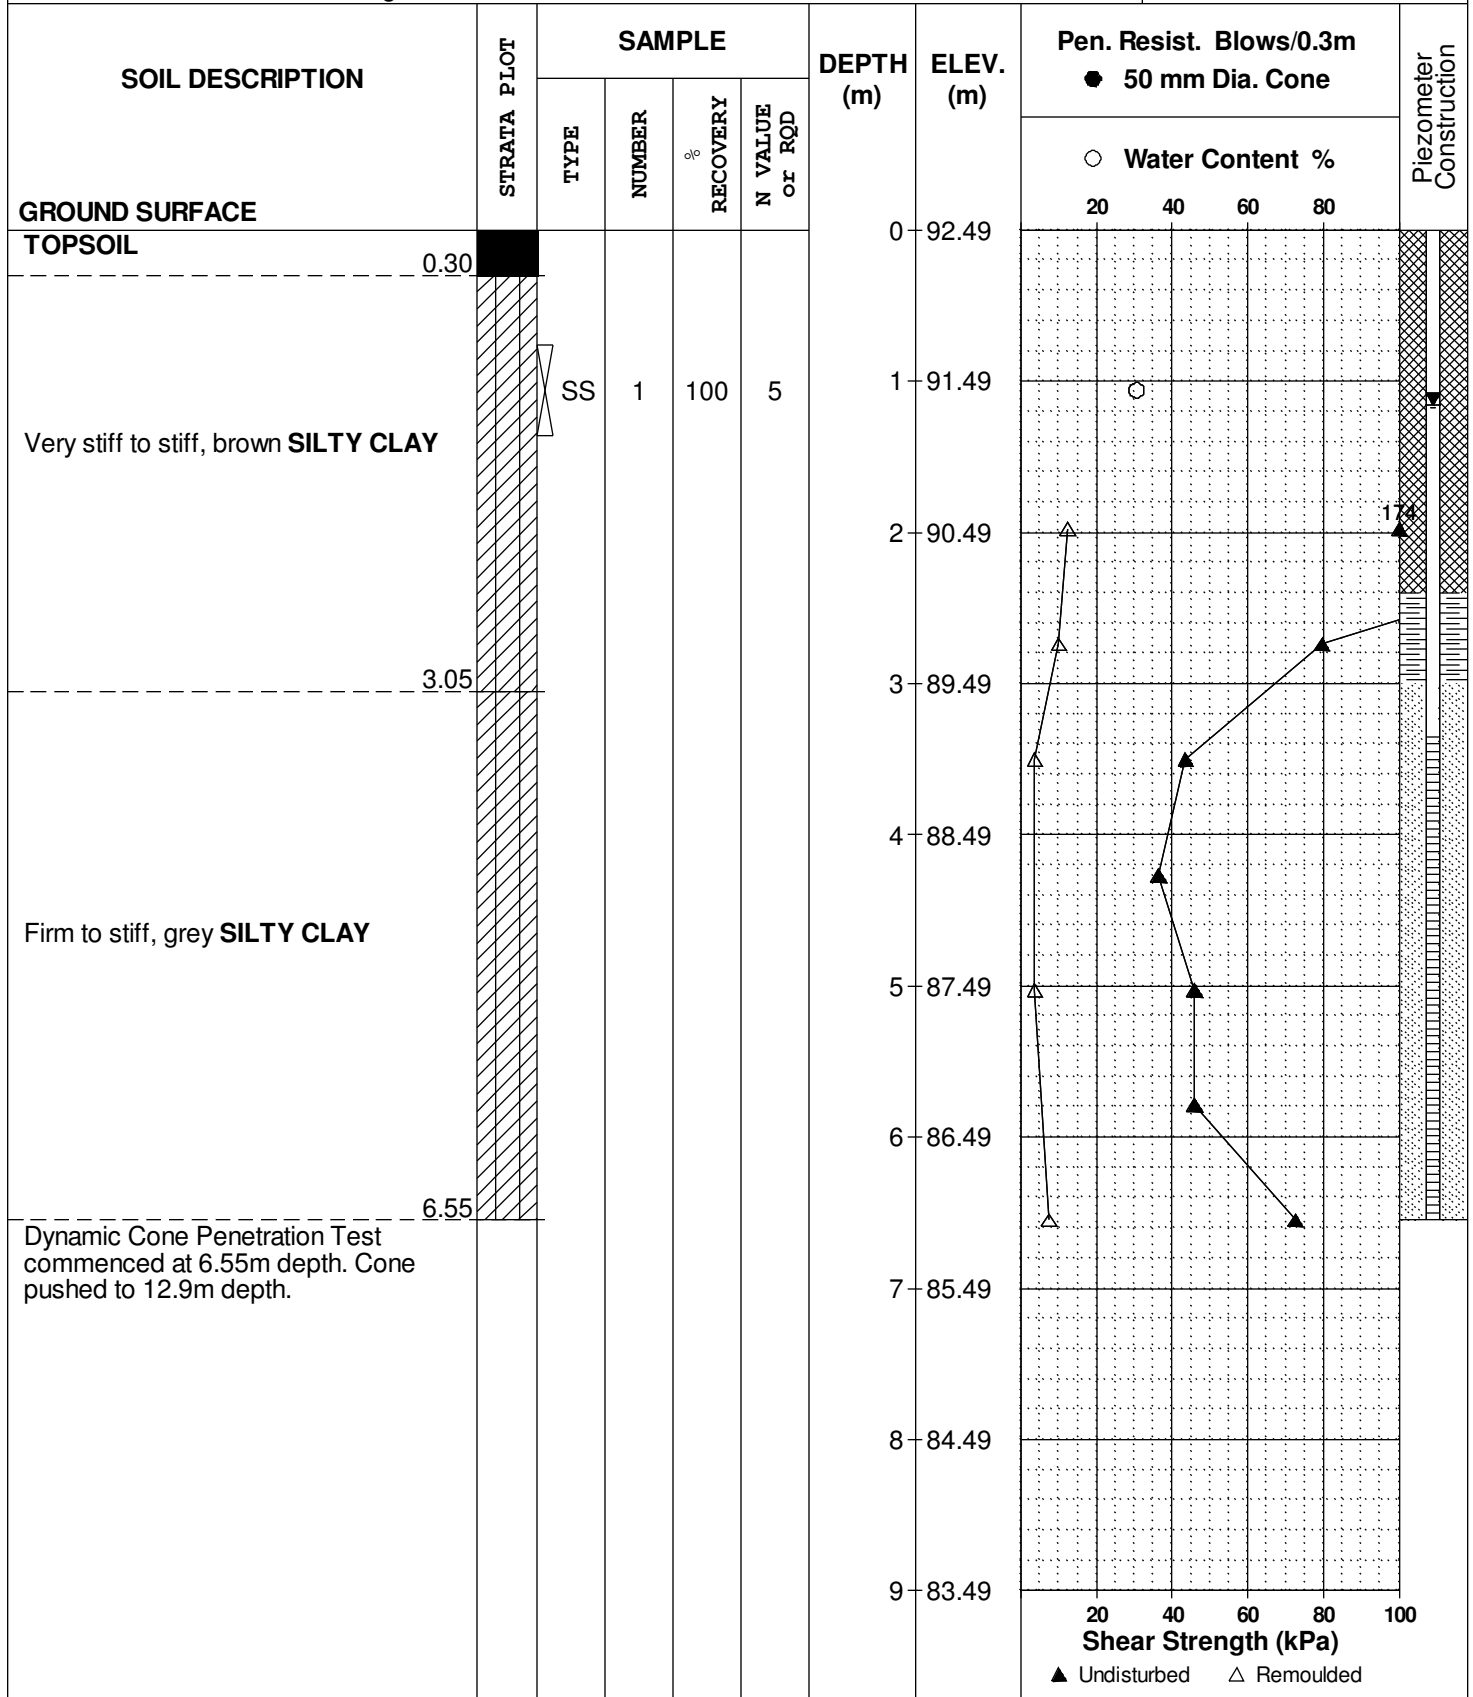 SOIL DESCRIPTION
STRATA PLOT
SAMPLE
TYPE
NUMBER
%
RECOVERY
N VALUE
or RQD
DEPTH
(m)
ELEV.
(m)
Pen. Resist. Blows/0.3m
● 50 mm Dia. Cone
○ Water Content %
Piezometer
Construction
20 40 60 80
GROUND SURFACE
TOPSOIL
0 92.49
0.30
SS 1 100 5
1 91.49
Very stiff to stiff, brown SILTY CLAY
174
2 90.49
3.05
3 89.49
4 88.49
Firm to stiff, grey SILTY CLAY
5 87.49
6 86.49
6.55
Dynamic Cone Penetration Test
commenced at 6.55m depth. Cone
pushed to 12.9m depth.
7 85.49
8 84.49
9 83.49
20 40 60 80 100
Shear Strength (kPa)
▲ Undisturbed △ Remoulded